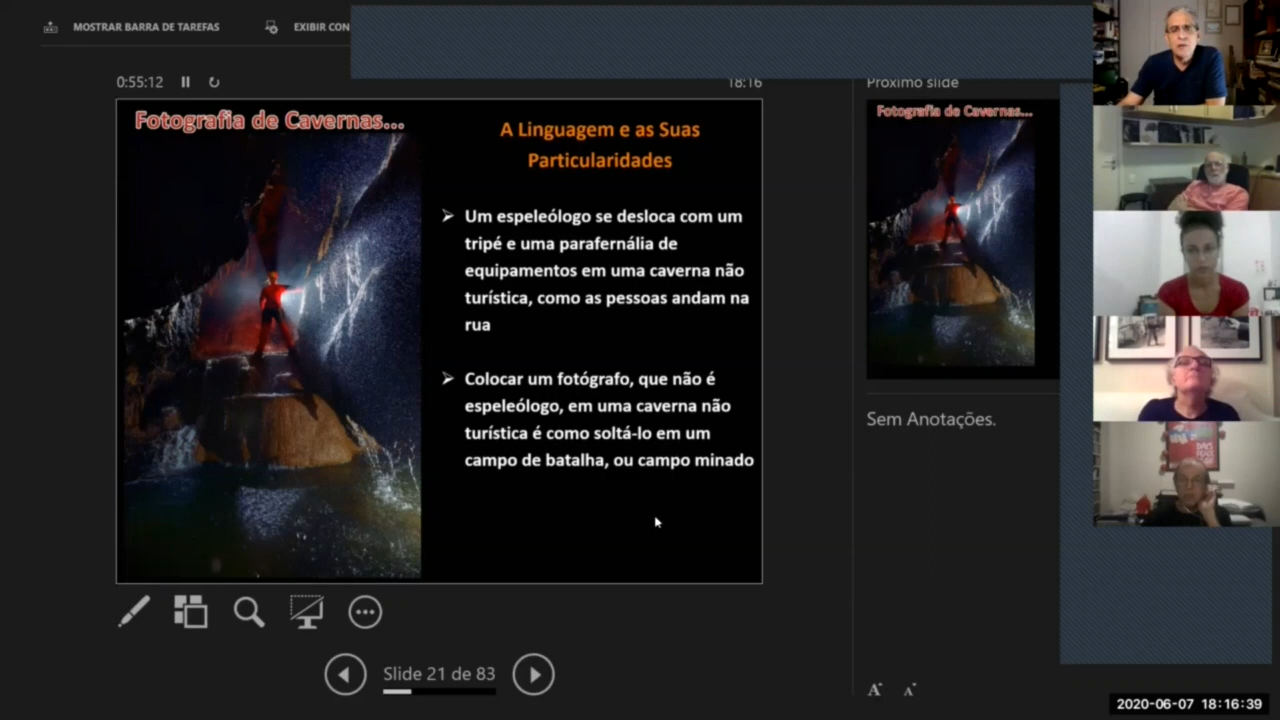 MOSTRAR BARRA DE TAREFAS
EXIBIR CON
0:55:12
18:16
Próximo slide
Fotografia de Cavernas...
A Linguagem e as Suas
Particularidades
➢ Um espeleólogo se desloca com um
tripé e uma parafernália de
equipamentos em uma caverna não
turística, como as pessoas andam na
rua
➢ Colocar um fotógrafo, que não é
espeleólogo, em uma caverna não
turística é como soltá-lo em um
campo de batalha, ou campo minado
Fotografia de Cavernas...
Sem Anotações.
Slide 21 de 83
A A
2020-06-07 18:16:39